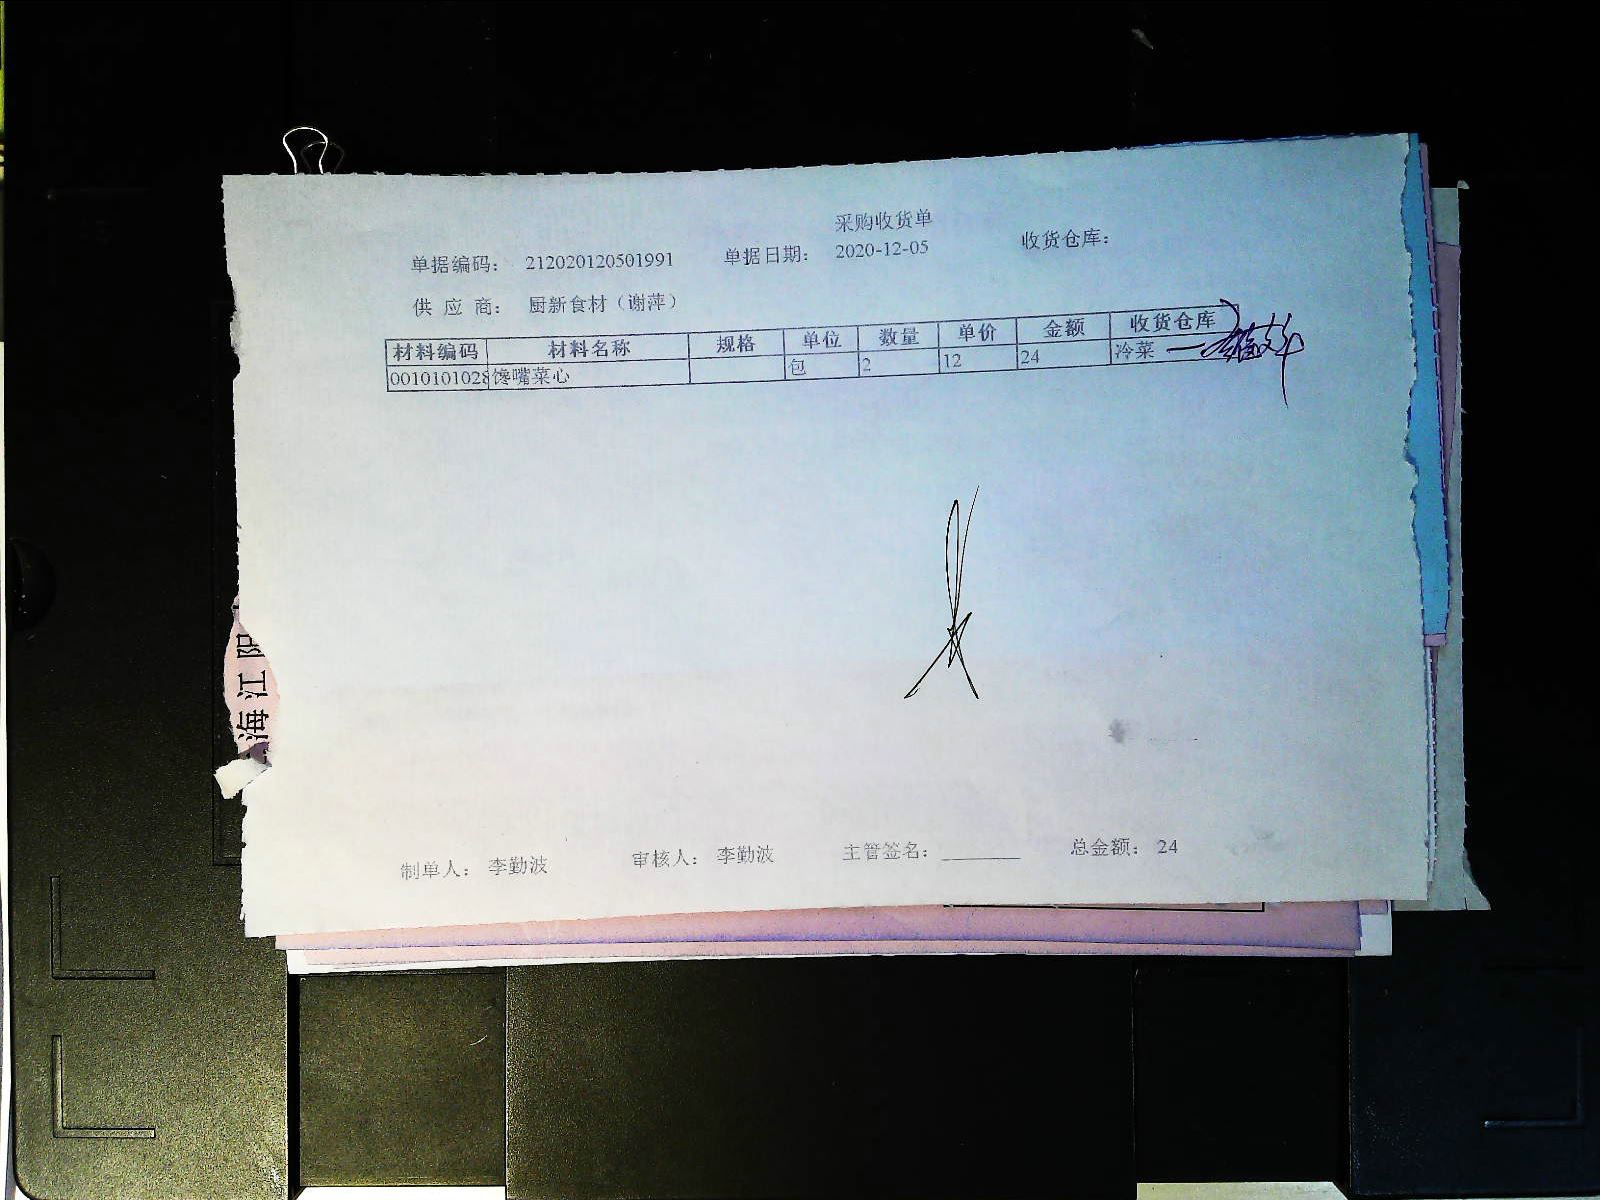 采购收货单
单据编码： 212020120501991 单据日期： 2020-12-05 收货仓库：
供 应 商： 厨新食材（谢萍）
材料编码 材料名称 规格 单位 数量 单价 金额 收货仓库
0010101028 馋嘴菜心 包 2 12 24 冷菜
海江阳
制单人： 李勤波 审核人： 李勤波 主管签名：________ 总金额： 24